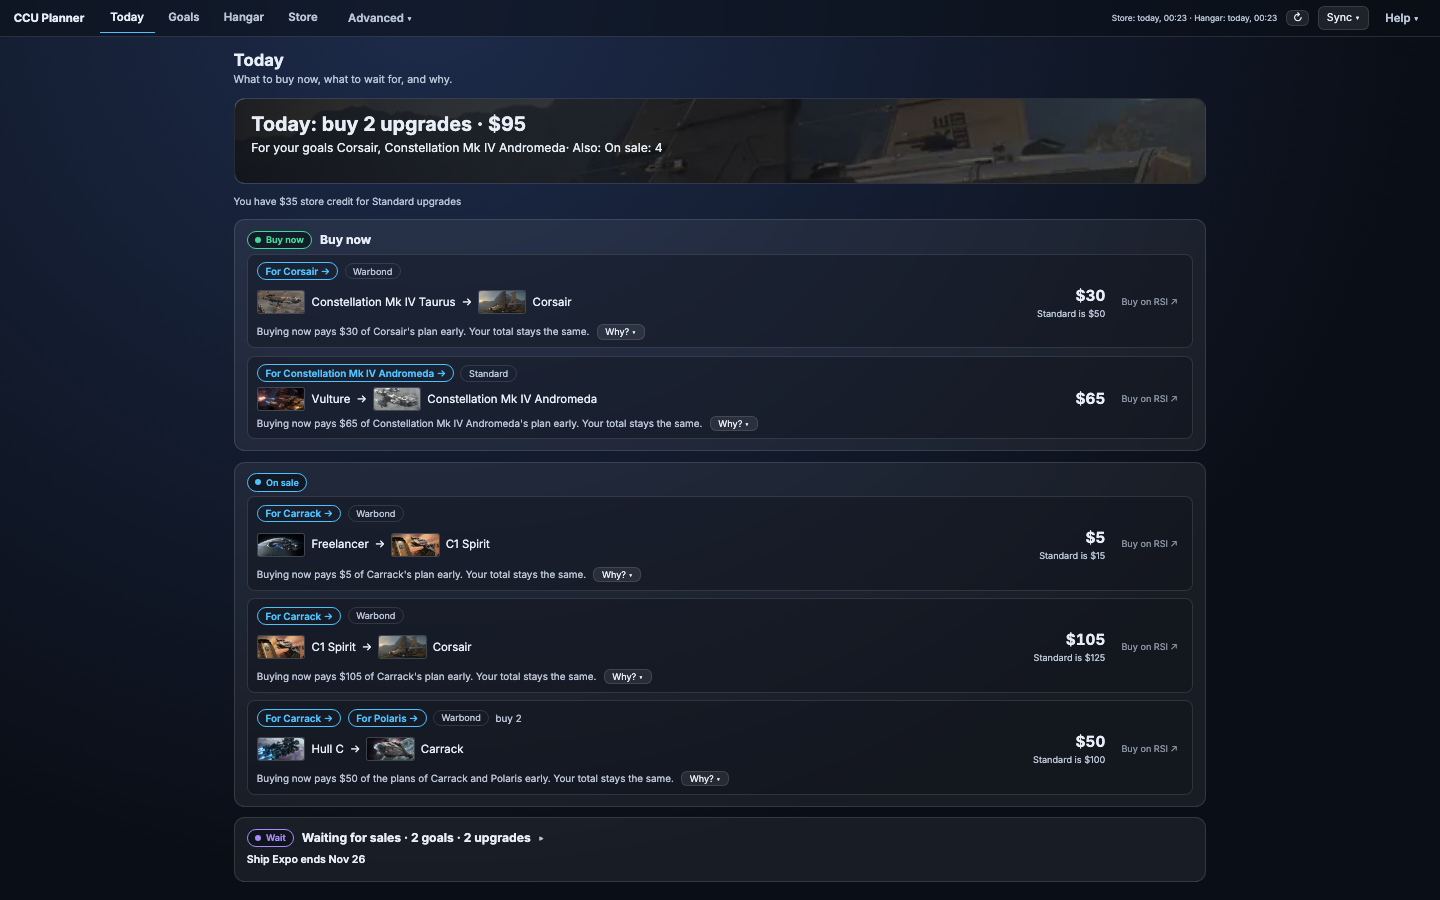 CCU Planner Today Goals Hangar Store Advanced ▾ Store: today, 00:23 · Hangar: today, 00:23 ↻ Sync ▾ Help ▾
Today
What to buy now, what to wait for, and why.
Today: buy 2 upgrades · $95
For your goals Corsair, Constellation Mk IV Andromeda· Also: On sale: 4
You have $35 store credit for Standard upgrades
Buy now Buy now
For Corsair → Warbond
Constellation Mk IV Taurus → Corsair $30 Buy on RSI ↗
Standard is $50
Buying now pays $30 of Corsair's plan early. Your total stays the same. Why? ▾
For Constellation Mk IV Andromeda → Standard
Vulture → Constellation Mk IV Andromeda $65 Buy on RSI ↗
Buying now pays $65 of Constellation Mk IV Andromeda's plan early. Your total stays the same. Why? ▾
On sale
For Carrack → Warbond
Freelancer → C1 Spirit $5 Buy on RSI ↗
Standard is $15
Buying now pays $5 of Carrack's plan early. Your total stays the same. Why? ▾
For Carrack → Warbond
C1 Spirit → Corsair $105 Buy on RSI ↗
Standard is $125
Buying now pays $105 of Carrack's plan early. Your total stays the same. Why? ▾
For Carrack → For Polaris → Warbond buy 2
Hull C → Carrack $50 Buy on RSI ↗
Standard is $100
Buying now pays $50 of the plans of Carrack and Polaris early. Your total stays the same. Why? ▾
Wait Waiting for sales · 2 goals · 2 upgrades ▸
Ship Expo ends Nov 26